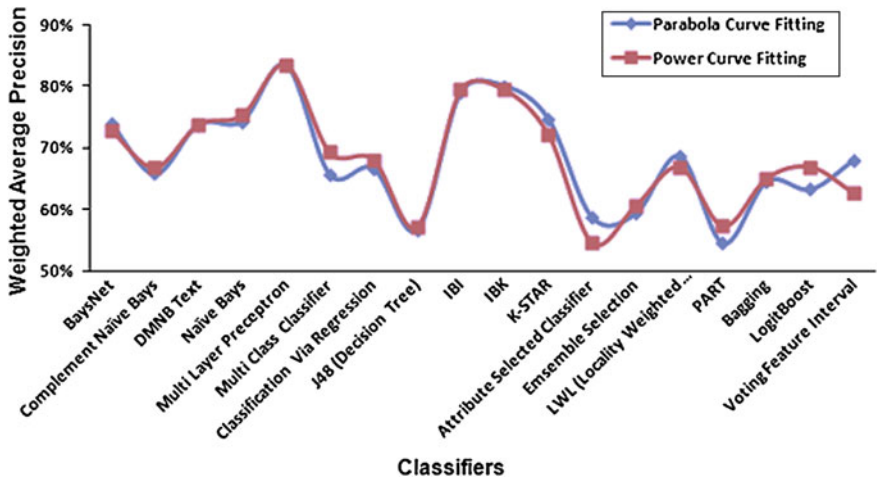 Weighted Average Precision
90%
80%
70%
60%
50%
Parabola Curve Fitting
Power Curve Fitting
BaysNet
Complement Naïve Bays
DMNB Text
Naïve Bays
Multi Layer Preceptron
Multi Class Classifier
Classification Via Regression
J48 (Decision Tree)
IBI
IBK
K-STAR
Attribute Selected Classifier
Emsemble Selection
LWL (Locality Weighted...
PART
Bagging
LogitBoost
Voting Feature Interval
Classifiers